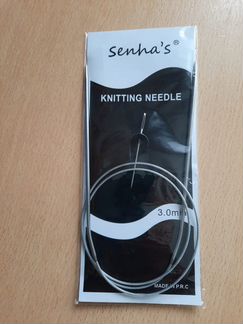 senha's®
KNITTING NEEDLE
3.0mm
MADE IN P.R.C